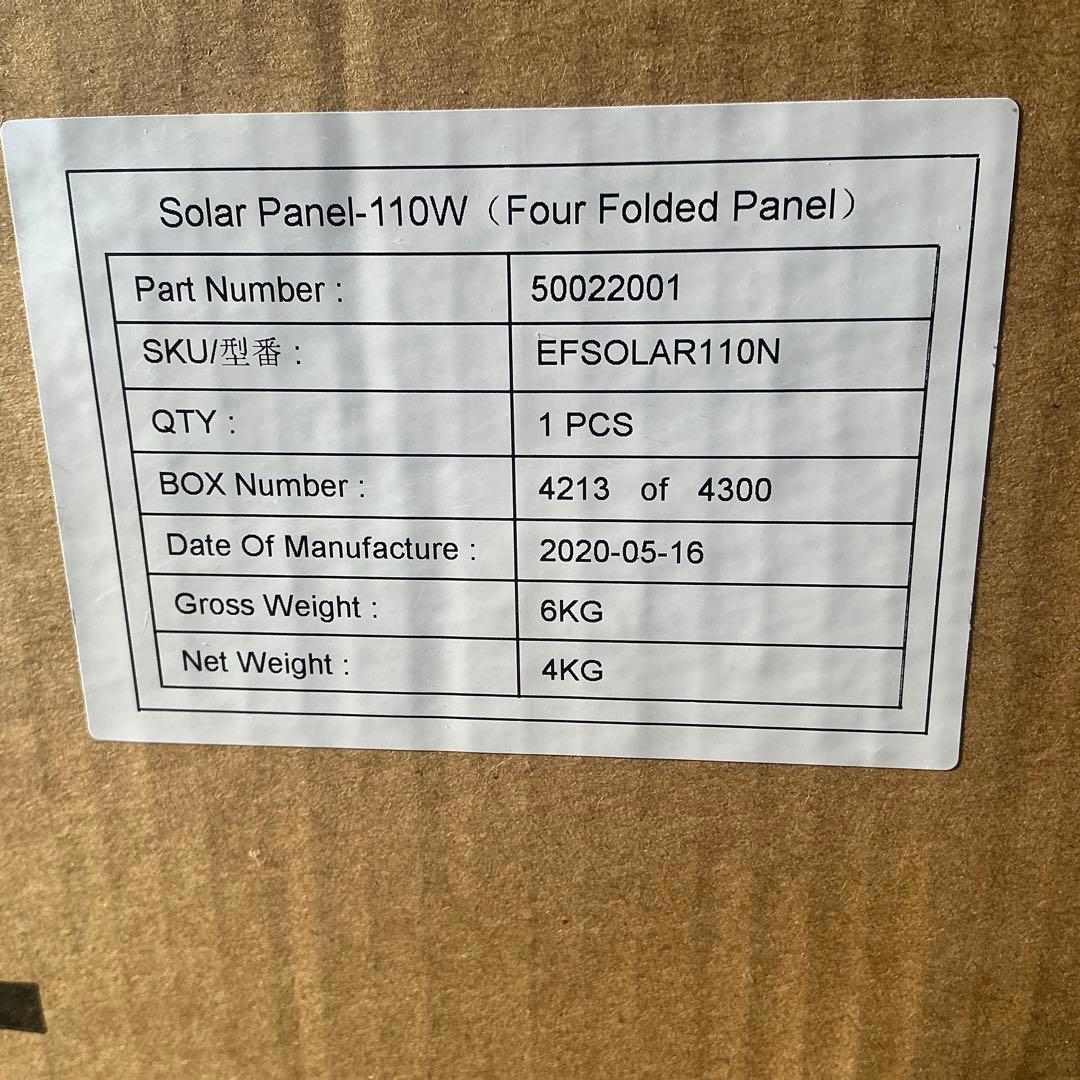 Solar Panel-110W（Four Folded Panel）
Part Number : 50022001
SKU/型番 : EFSOLAR110N
QTY : 1 PCS
BOX Number : 4213 of 4300
Date Of Manufacture : 2020-05-16
Gross Weight : 6KG
Net Weight : 4KG